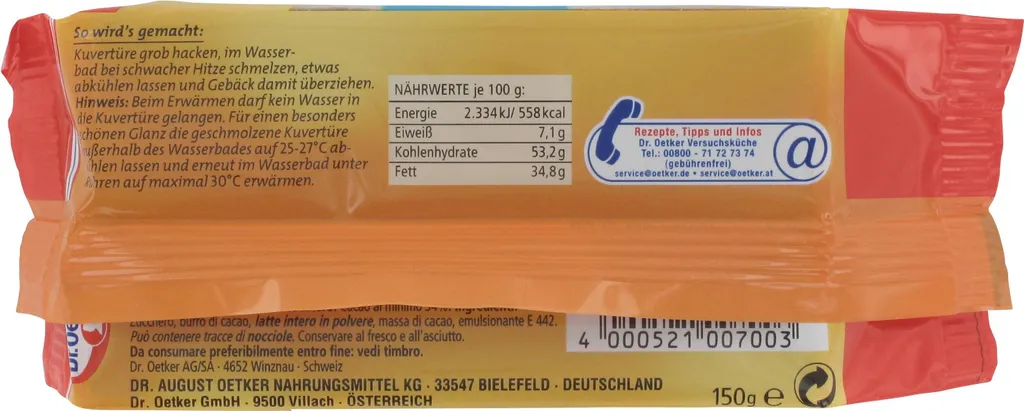 So wird's gemacht:
Kuvertüre grob hacken, im Wasser-
bad bei schwacher Hitze schmelzen, etwas
abkühlen lassen und Gebäck damit überziehen.
Hinweis: Beim Erwärmen darf kein Wasser in
die Kuvertüre gelangen. Für einen besonders
schönen Glanz die geschmolzene Kuvertüre
außerhalb des Wasserbades auf 25-27°C ab-
kühlen lassen und erneut im Wasserbad unter
Rühren auf maximal 30°C erwärmen.
NÄHRWERTE je 100 g:
Energie 2.334 kJ/ 558 kcal
Eiweiß 7,1 g
Kohlenhydrate 53,2 g
Fett 34,8 g
Rezepte, Tipps und Infos
Dr. Oetker Versuchsküche
Tel.: 00800 - 71 72 73 74
(gebührenfrei)
service@oetker.de • service@oetker.at
@
Zucchero, burro di cacao, latte intero in polvere, massa di cacao, emulsionante E 442.
Può contenere tracce di nocciole. Conservare al fresco e all'asciutto.
Da consumare preferibilmente entro fine: vedi timbro.
Dr. Oetker AG/SA · 4652 Winznau · Schweiz
DR. AUGUST OETKER NAHRUNGSMITTEL KG · 33547 BIELEFELD · DEUTSCHLAND
Dr. Oetker GmbH · 9500 Villach · ÖSTERREICH
4 000521 007003
150g e